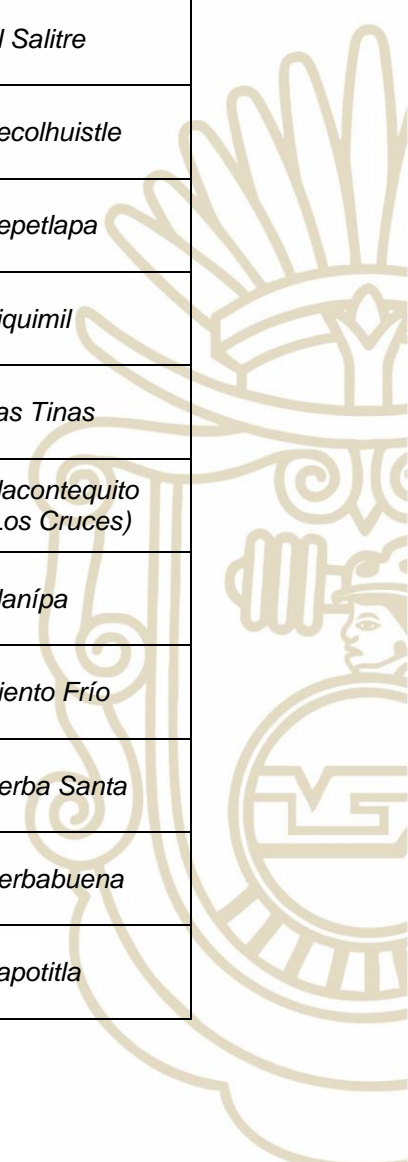 l Salitre
ecolhuistle
epetlapa
iquimil
as Tinas
lacontequito
Los Cruces)
lanípa
iento Frío
erba Santa
erbabuena
apotitla